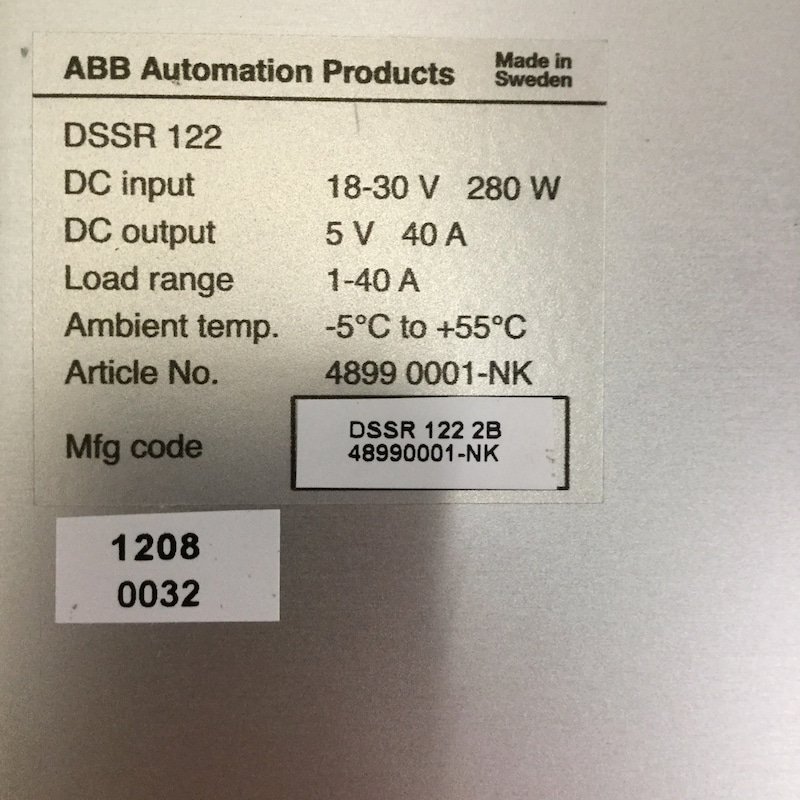 ABB Automation Products Made in
Sweden
DSSR 122
DC input 18-30 V 280 W
DC output 5 V 40 A
Load range 1-40 A
Ambient temp. -5°C to +55°C
Article No. 4899 0001-NK
Mfg code
DSSR 122 2B
48990001-NK
1208
0032